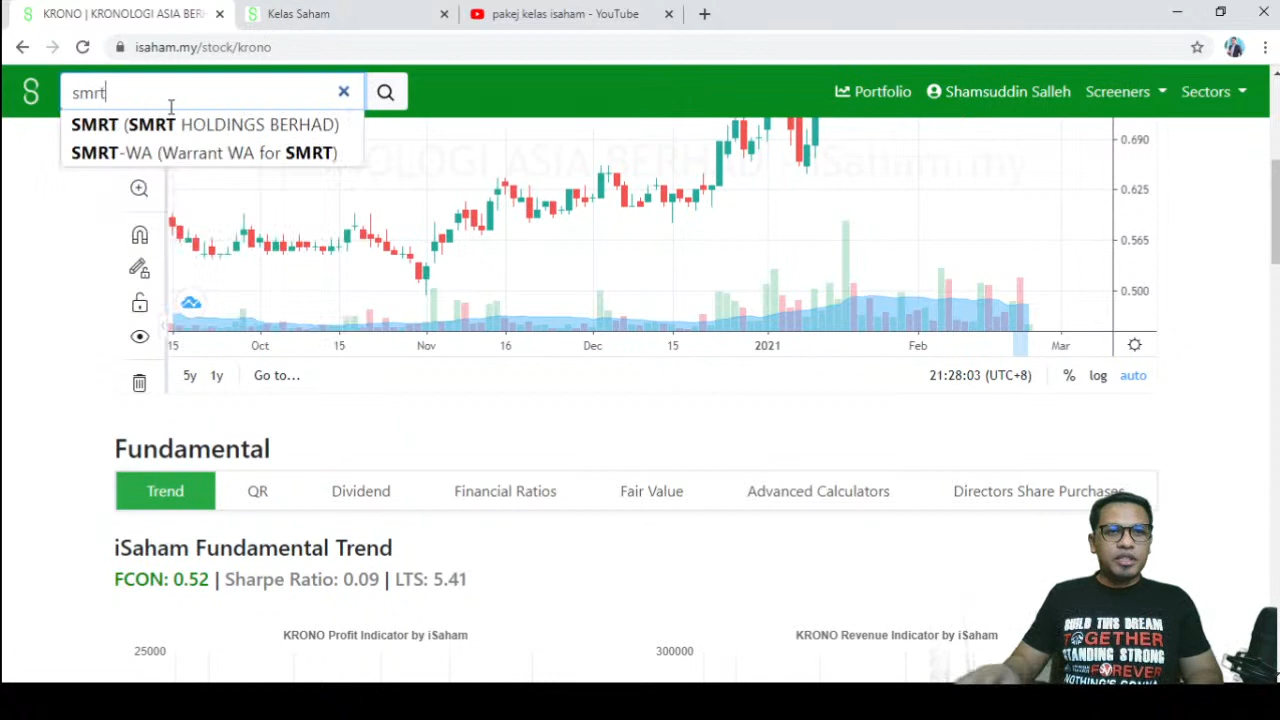 KRONO | KRONOLOGI ASIA BER
Kelas Saham
pakej kelas isaham - YouTube
isaham.my/stock/krono
smrt
Portfolio
Shamsuddin Salleh
Screeners
Sectors
SMRT (SMRT HOLDINGS BERHAD)
SMRT-WA (Warrant WA for SMRT)
0.690
0.625
0.565
0.500
15 Oct 15 Nov 16 Dec 15 2021 Feb Mar
5y 1y Go to... 21:28:03 (UTC+8) % log auto
Fundamental
Trend QR Dividend Financial Ratios Fair Value Advanced Calculators Directors Share Purchases
iSaham Fundamental Trend
FCON: 0.52 | Sharpe Ratio: 0.09 | LTS: 5.41
KRONO Profit Indicator by iSaham
KRONO Revenue Indicator by iSaham
25000
300000
BUILD THIS DREAM
TOGETHER
STANDING STRONG
FOREVER
NOTHING'S GONNA